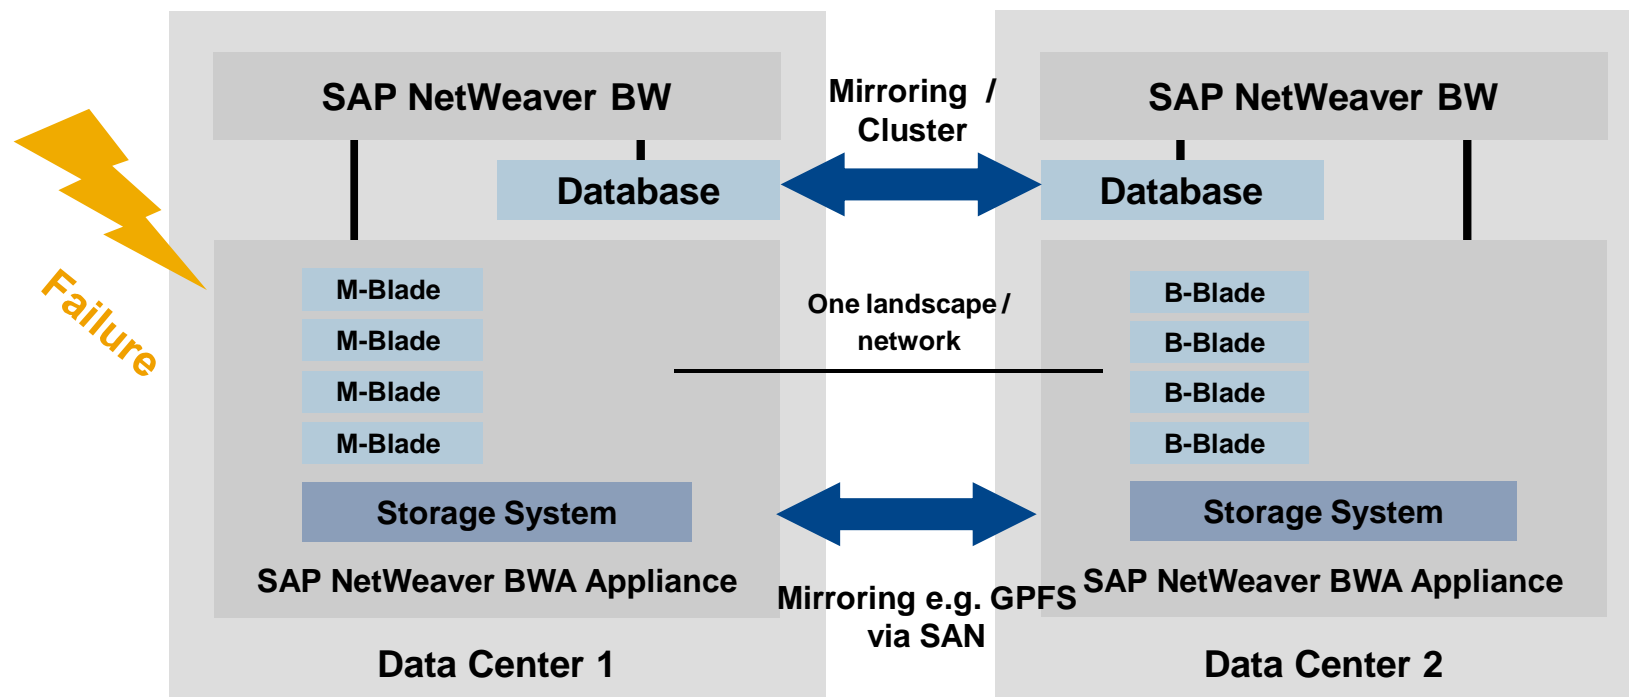 SAP NetWeaver BW
Database
Failure
M-Blade
M-Blade
M-Blade
M-Blade
Storage System
SAP NetWeaver BWA Appliance
Data Center 1
Mirroring /
Cluster
One landscape /
network
Mirroring e.g. GPFS
via SAN
SAP NetWeaver BW
Database
B-Blade
B-Blade
B-Blade
B-Blade
Storage System
SAP NetWeaver BWA Appliance
Data Center 2